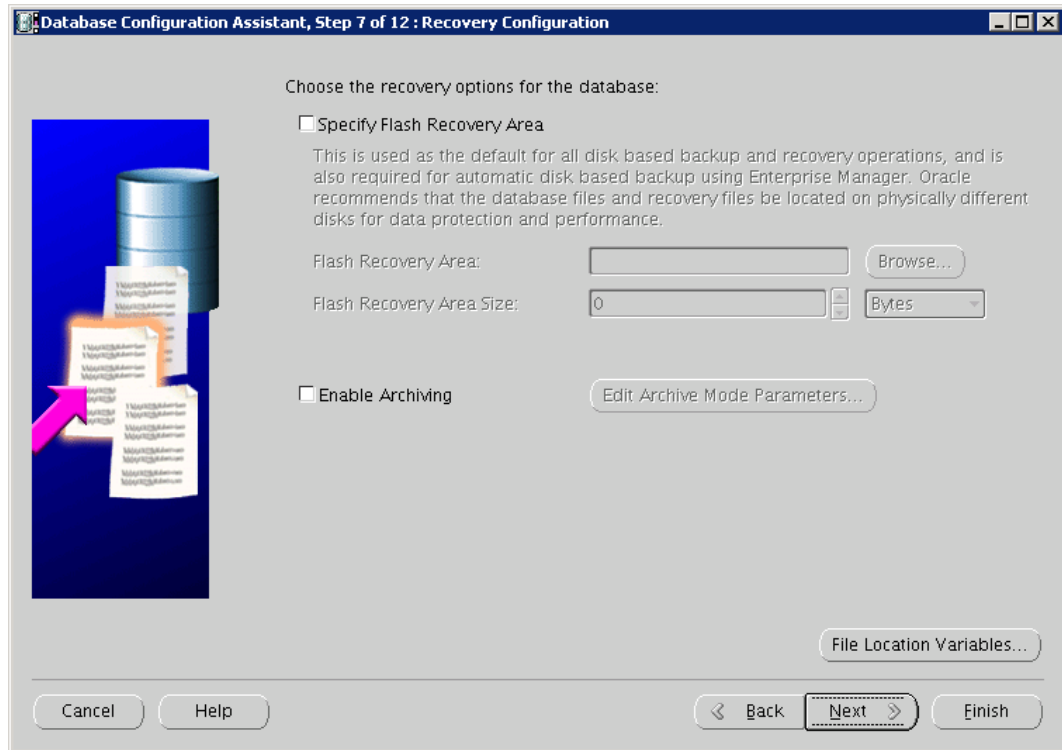 Database Configuration Assistant, Step 7 of 12 : Recovery Configuration
Choose the recovery options for the database:
Specify Flash Recovery Area
This is used as the default for all disk based backup and recovery operations, and is
also required for automatic disk based backup using Enterprise Manager. Oracle
recommends that the database files and recovery files be located on physically different
disks for data protection and performance.
Flash Recovery Area:
Browse...
Flash Recovery Area Size:
0
Bytes
Enable Archiving
Edit Archive Mode Parameters...
File Location Variables...
Cancel
Help
Back
Next
Finish